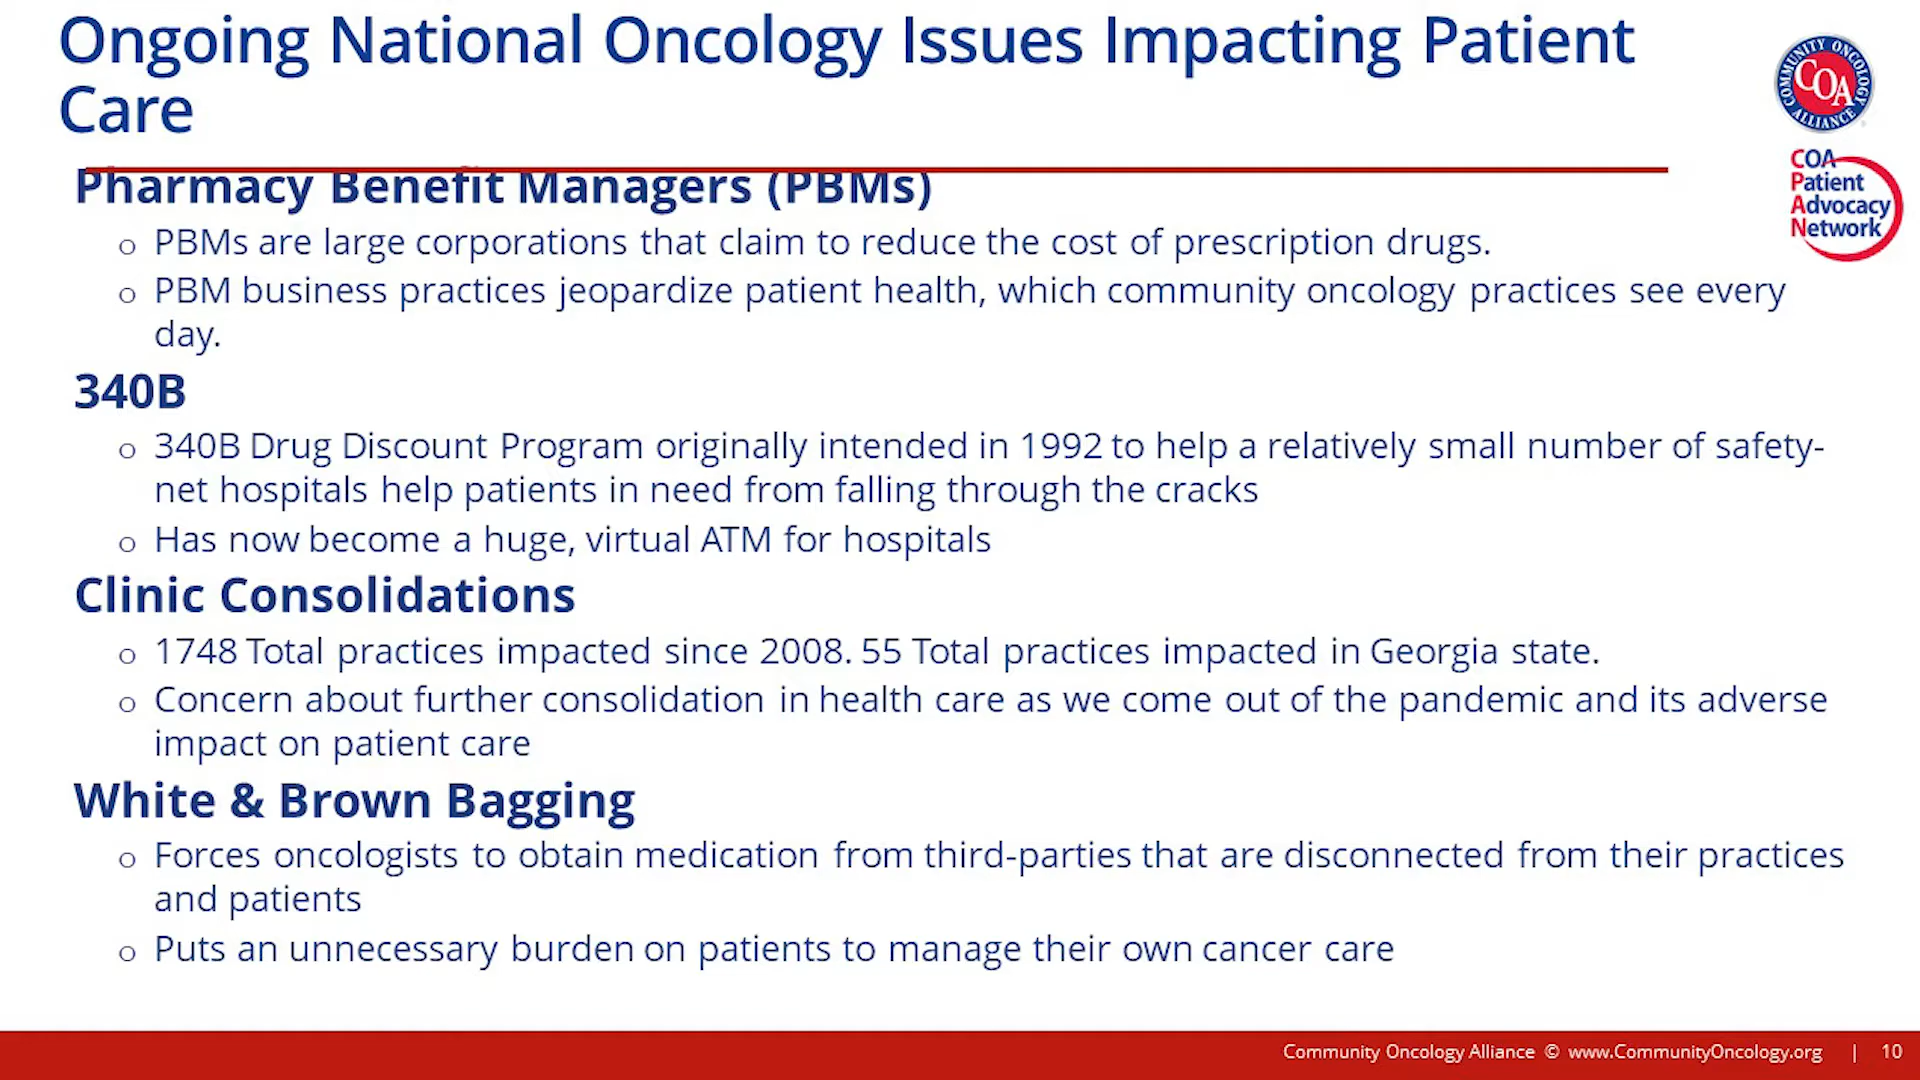 Ongoing National Oncology Issues Impacting Patient
Care
COMMUNITY ONCOLOGY
COA
ALLIANCE
COA
Patient
Advocacy
Network
Pharmacy Benefit Managers (PBMs)
o PBMs are large corporations that claim to reduce the cost of prescription drugs.
o PBM business practices jeopardize patient health, which community oncology practices see every
day.
340B
o 340B Drug Discount Program originally intended in 1992 to help a relatively small number of safety-
net hospitals help patients in need from falling through the cracks
o Has now become a huge, virtual ATM for hospitals
Clinic Consolidations
o 1748 Total practices impacted since 2008. 55 Total practices impacted in Georgia state.
o Concern about further consolidation in health care as we come out of the pandemic and its adverse
impact on patient care
White & Brown Bagging
o Forces oncologists to obtain medication from third-parties that are disconnected from their practices
and patients
o Puts an unnecessary burden on patients to manage their own cancer care
Community Oncology Alliance © www.CommunityOncology.org | 10